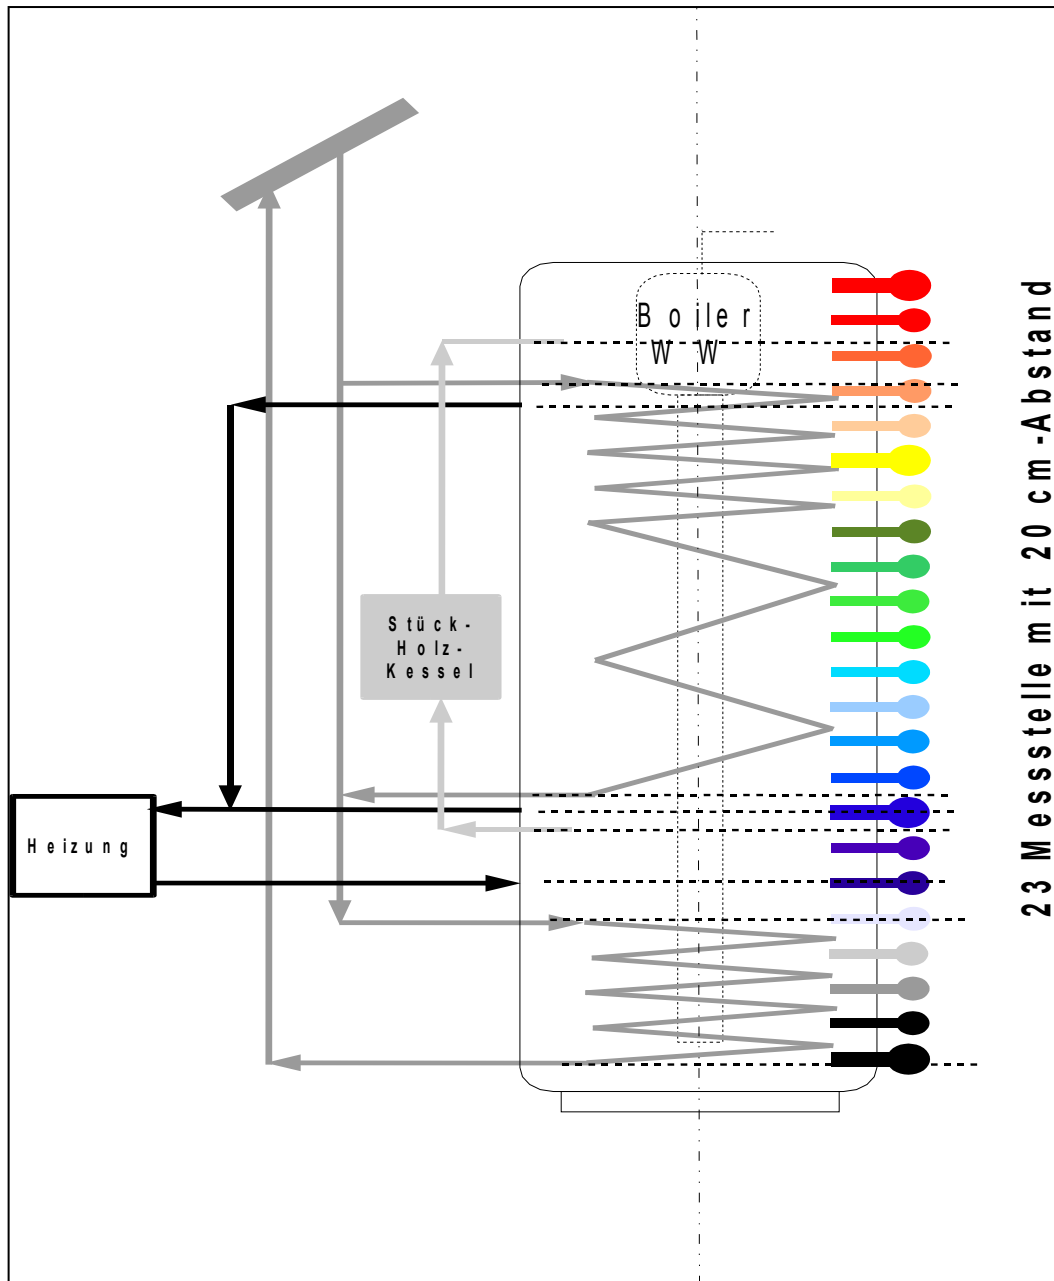 Boiler
WW
Stück-
Holz-
Kessel
Heizung
23 Messstelle mit 20 cm-Abstand